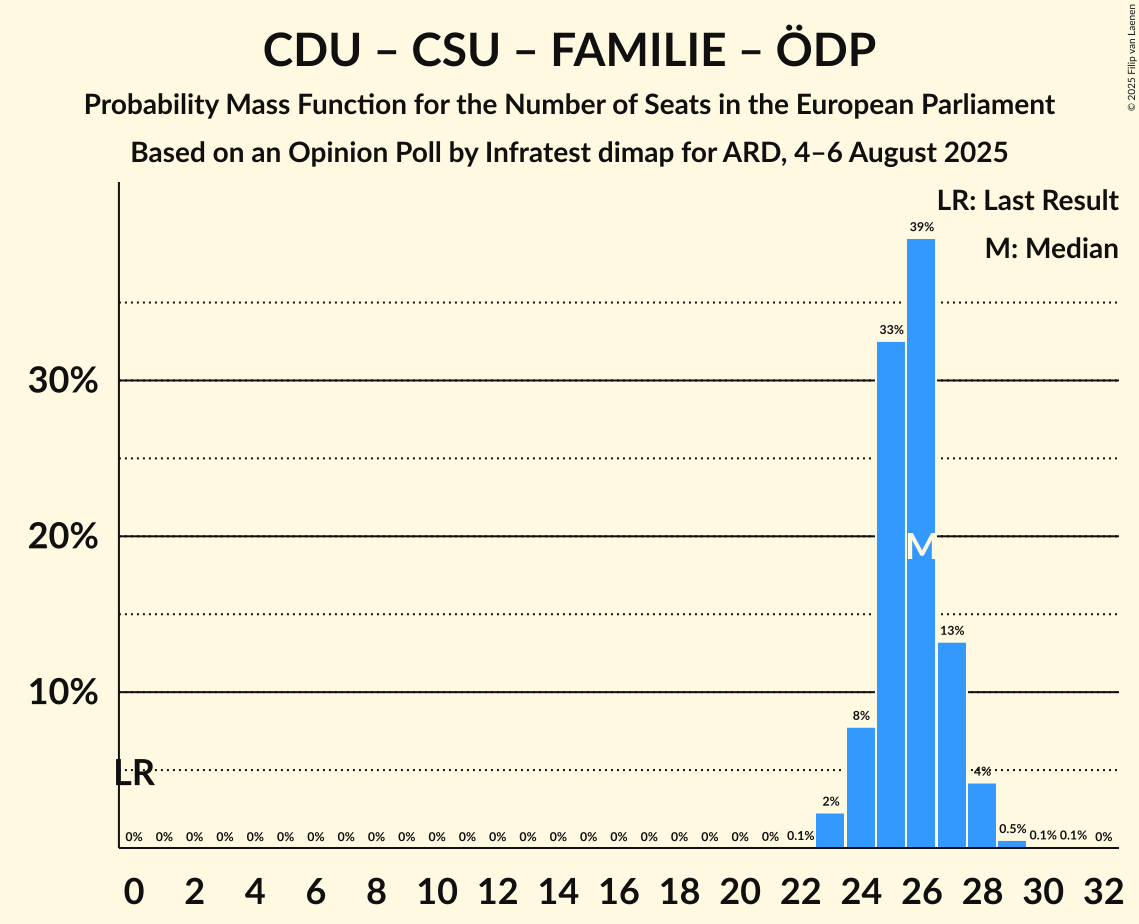 CDU – CSU – FAMILIE – ÖDP
Probability Mass Function for the Number of Seats in the European Parliament
Based on an Opinion Poll by Infratest dimap for ARD, 4–6 August 2025
© 2025 Filip van Laenen
LR: Last Result
M: Median
39%
33%
30%
20%
M
13%
10%
8%
LR
4%
2%
0% 0% 0% 0% 0% 0% 0% 0% 0% 0% 0% 0% 0% 0% 0% 0% 0% 0% 0% 0% 0% 0% 0.1% 0.5% 0.1% 0.1% 0%
0 2 4 6 8 10 12 14 16 18 20 22 24 26 28 30 32